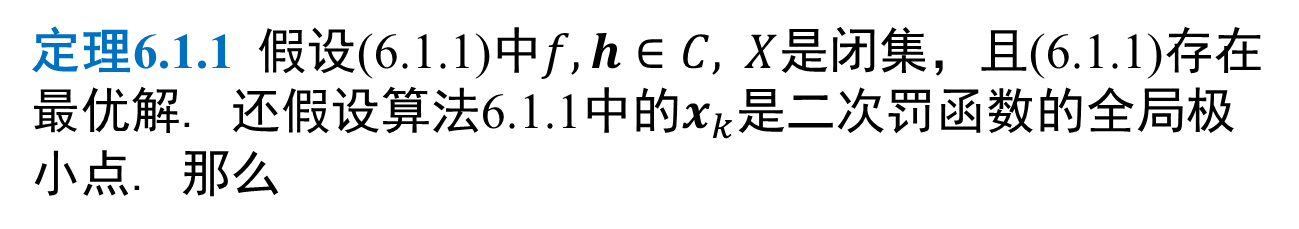 定理6.1.1 假设(6.1.1)中f, h ∈ C, X是闭集，且(6.1.1)存在
最优解. 还假设算法6.1.1中的xₖ是二次罚函数的全局极
小点. 那么